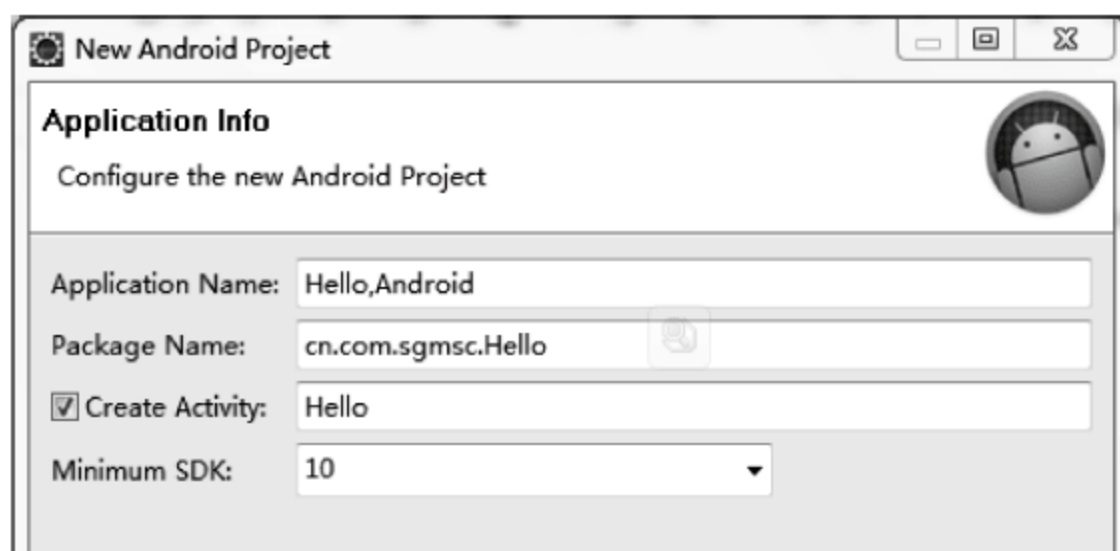 New Android Project
Application Info
Configure the new Android Project
Application Name: Hello,Android
Package Name: cn.com.sgmsc.Hello
Create Activity: Hello
Minimum SDK: 10